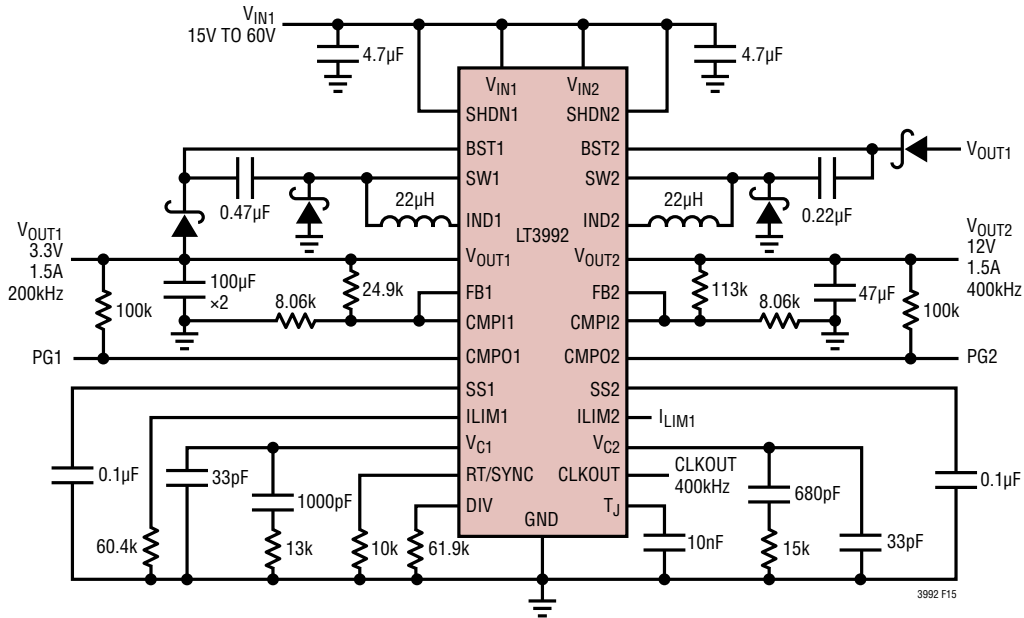 VIN1
15V TO 60V
4.7µF
4.7µF
VIN1
VIN2
SHDN1
SHDN2
BST1
BST2
VOUT1
SW1
SW2
0.47µF
22µH
22µH
0.22µF
IND1
IND2
LT3992
VOUT1
3.3V
1.5A
200kHz
VOUT1
VOUT2
VOUT2
12V
1.5A
400kHz
100µF
×2
24.9k
FB1
FB2
113k
47µF
100k
8.06k
8.06k
100k
CMPI1
CMPI2
PG1
CMPO1
CMPO2
PG2
SS1
SS2
ILIM1
ILIM2
ILIM1
VC1
VC2
0.1µF
33pF
1000pF
RT/SYNC
CLKOUT
CLKOUT
400kHz
680pF
0.1µF
DIV
TJ
GND
60.4k
13k
10k
61.9k
10nF
15k
33pF
3992 F15